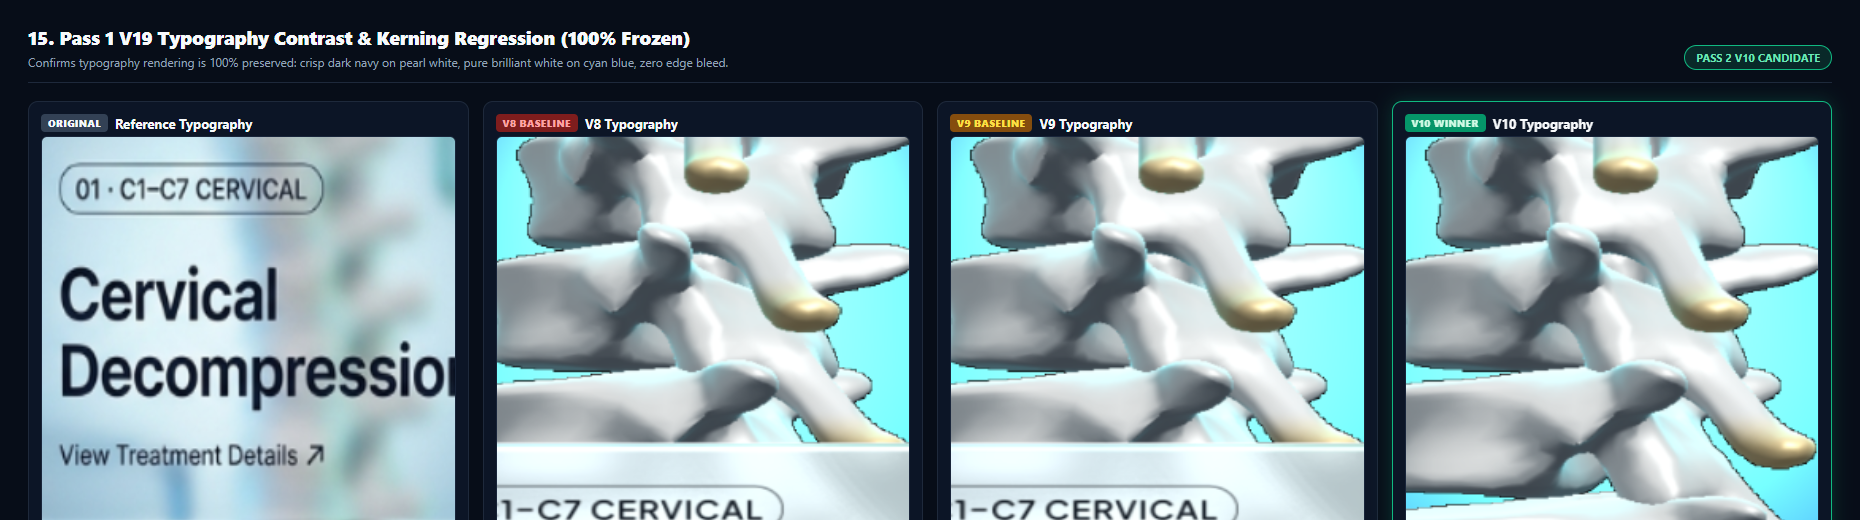 15. Pass 1 V19 Typography Contrast & Kerning Regression (100% Frozen)
Confirms typography rendering is 100% preserved: crisp dark navy on pearl white, pure brilliant white on cyan blue, zero edge bleed.
PASS 2 V10 CANDIDATE
ORIGINAL Reference Typography
01 · C1–C7 CERVICAL
Cervical
Decompression
View Treatment Details ↗
V8 BASELINE V8 Typography
C1–C7 CERVICAL
V9 BASELINE V9 Typography
C1–C7 CERVICAL
V10 WINNER V10 Typography